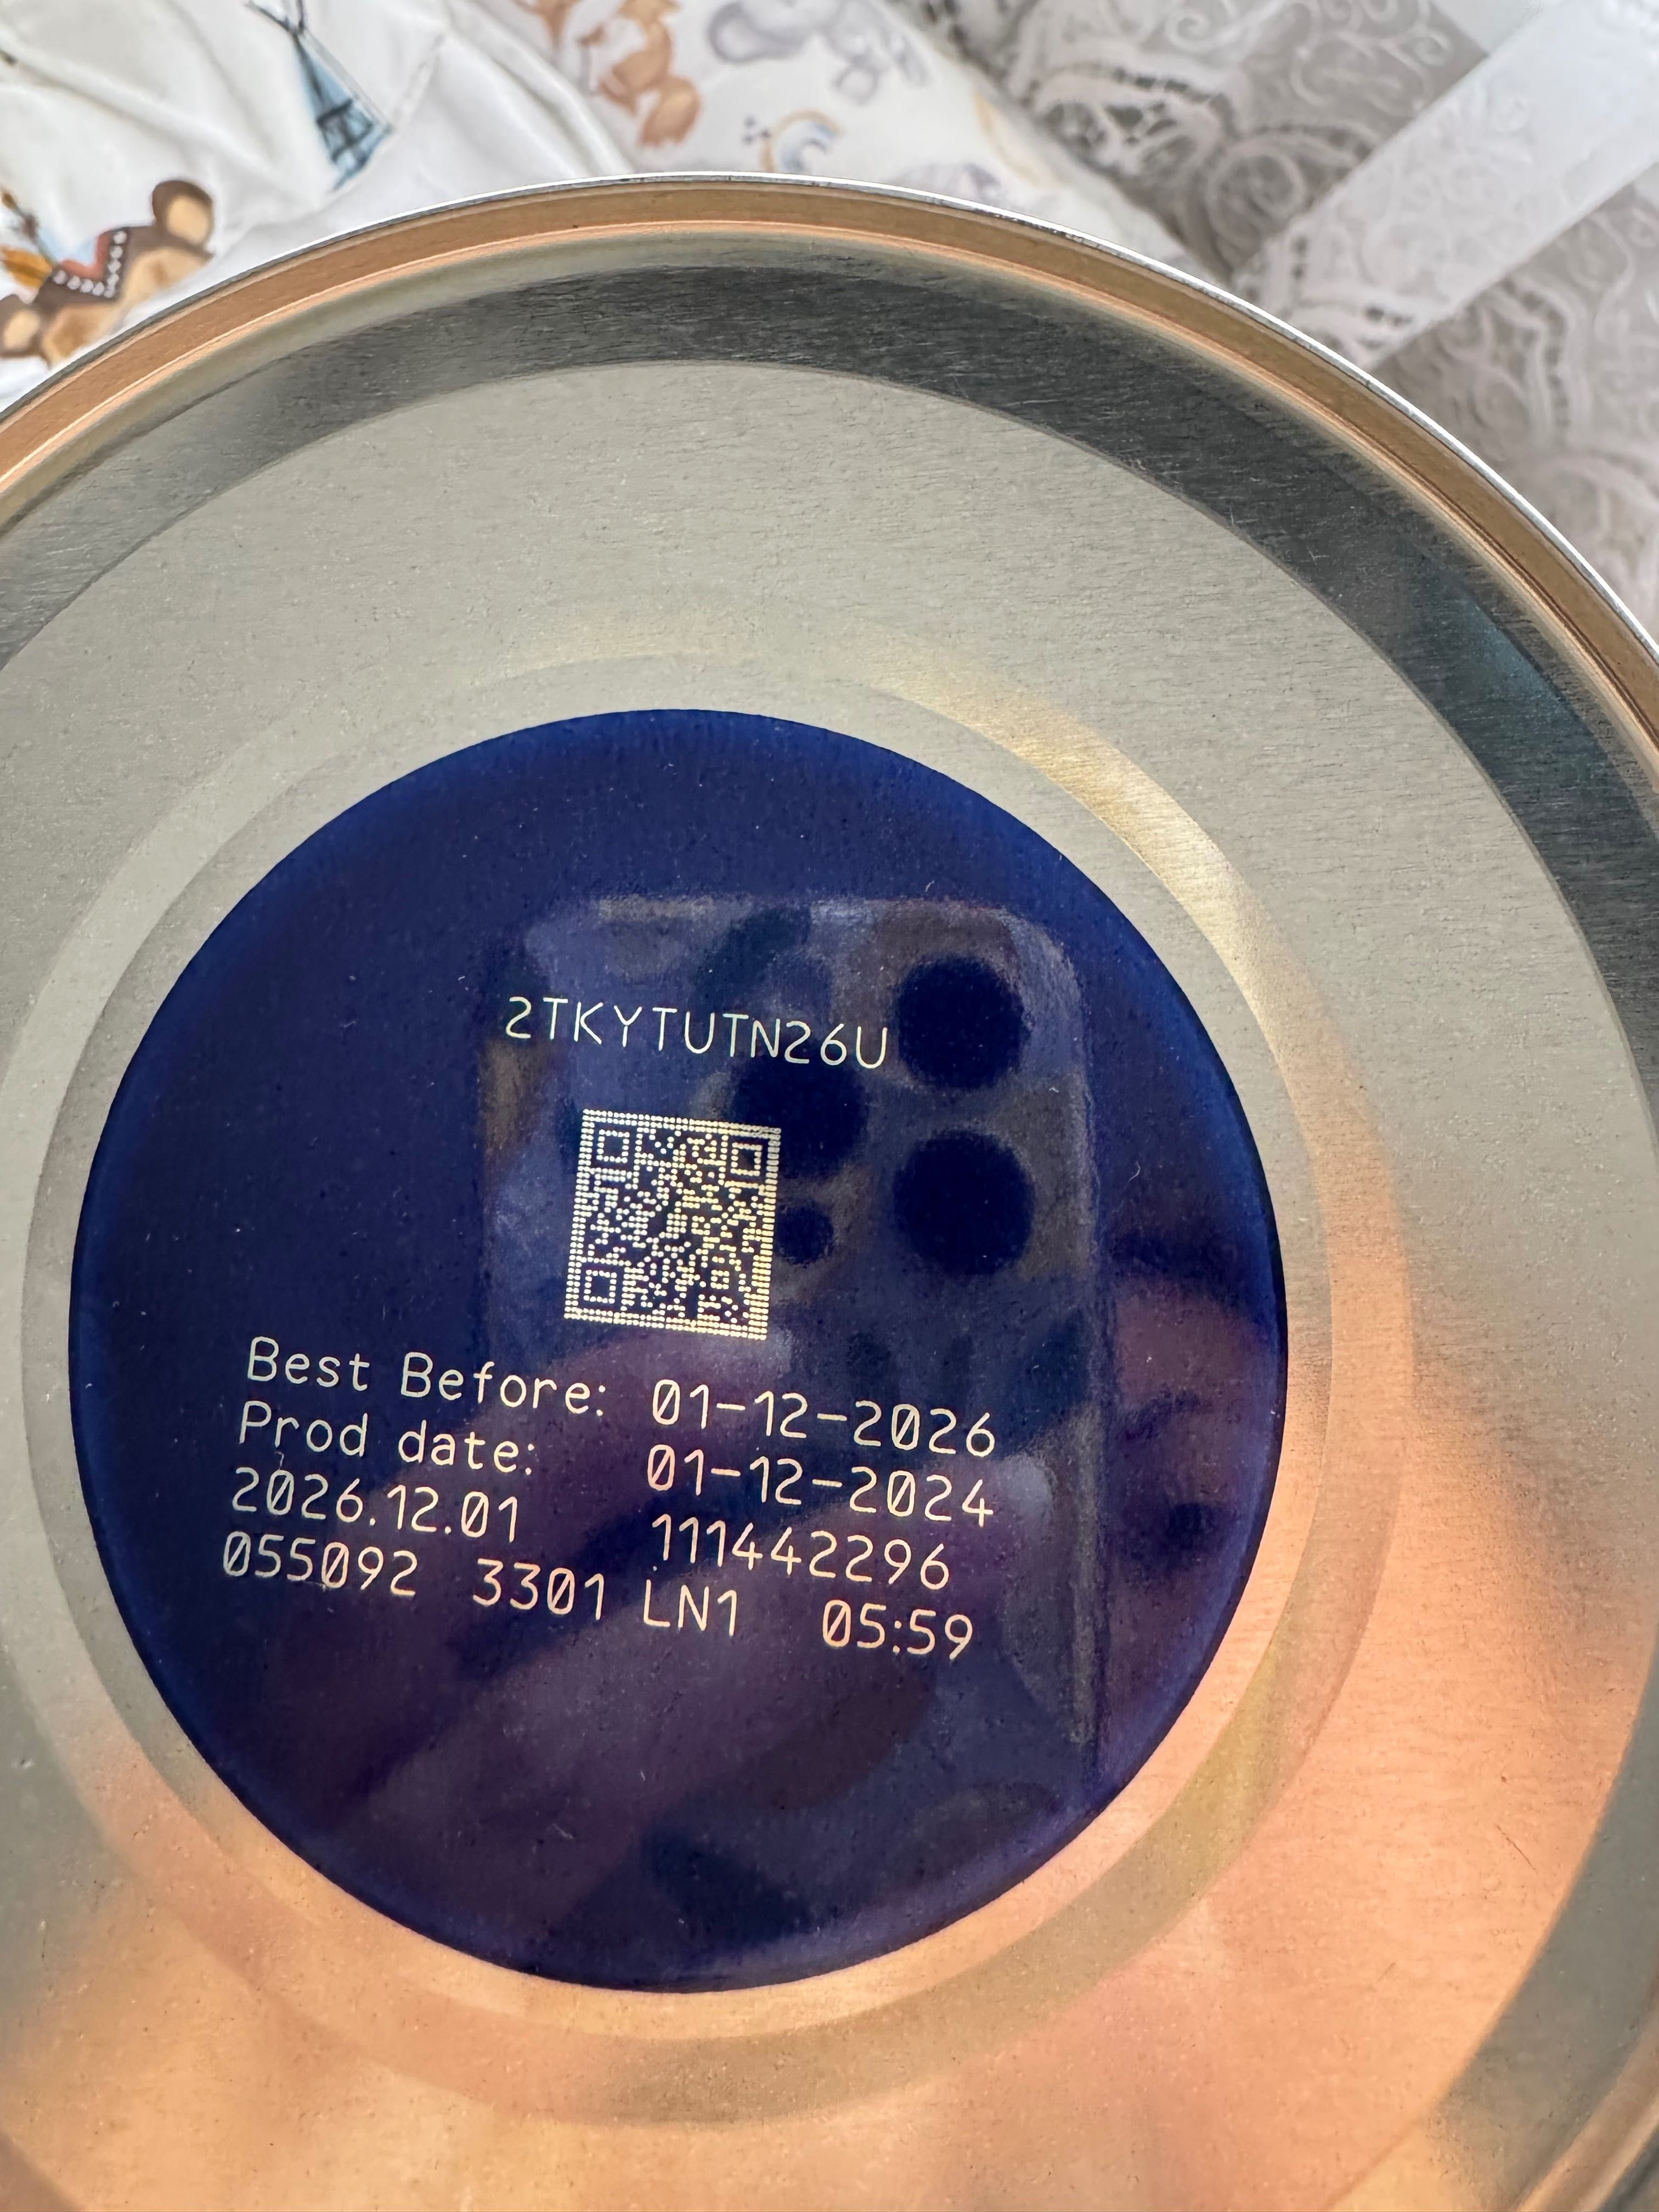 2TKYTUTN26U
Best Before: 01-12-2026
Prod date: 01-12-2024
2026.12.01 111442296
055092 3301 LN1 05:59